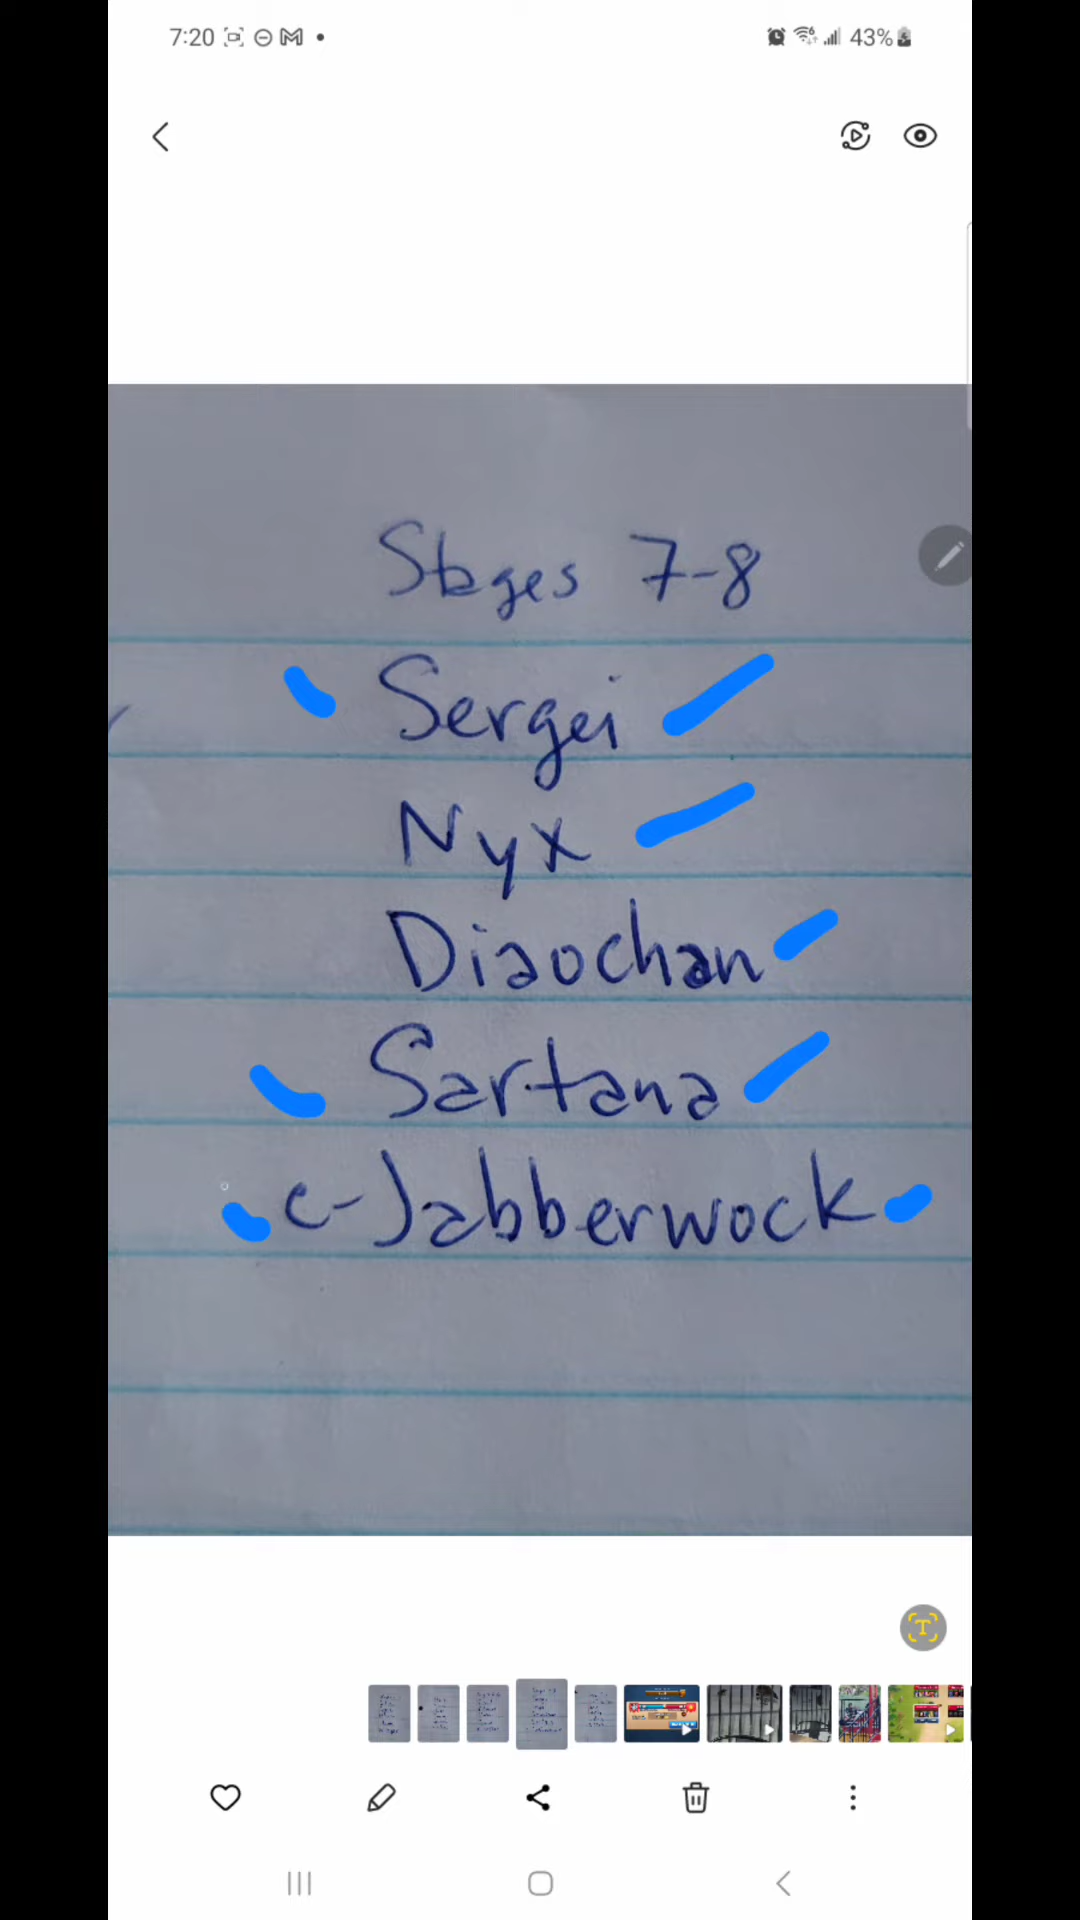 7:20
43%
Stages 7-8
Sergei
Nyx
Diaochan
Sartana
c-Jabberwock
T